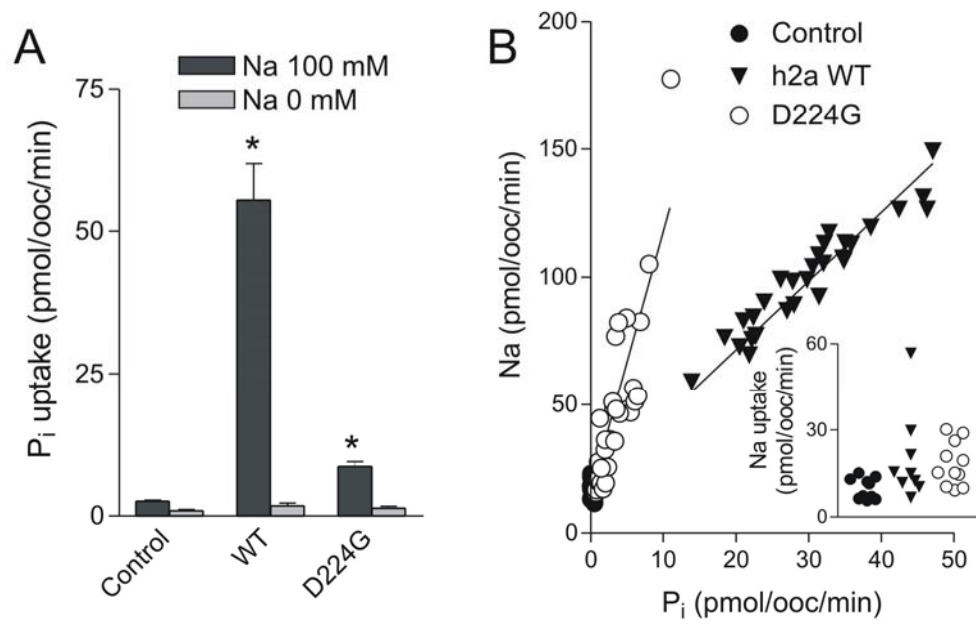 A
Na 100 mM
Na 0 mM
Pi uptake (pmol/ooc/min)
75
50
25
0
*
*
Control
WT
D224G
B
Control
h2a WT
D224G
Na (pmol/ooc/min)
200
150
100
50
0
0
10
20
30
40
50
Pi (pmol/ooc/min)
Na uptake
(pmol/ooc/min)
60
30
0